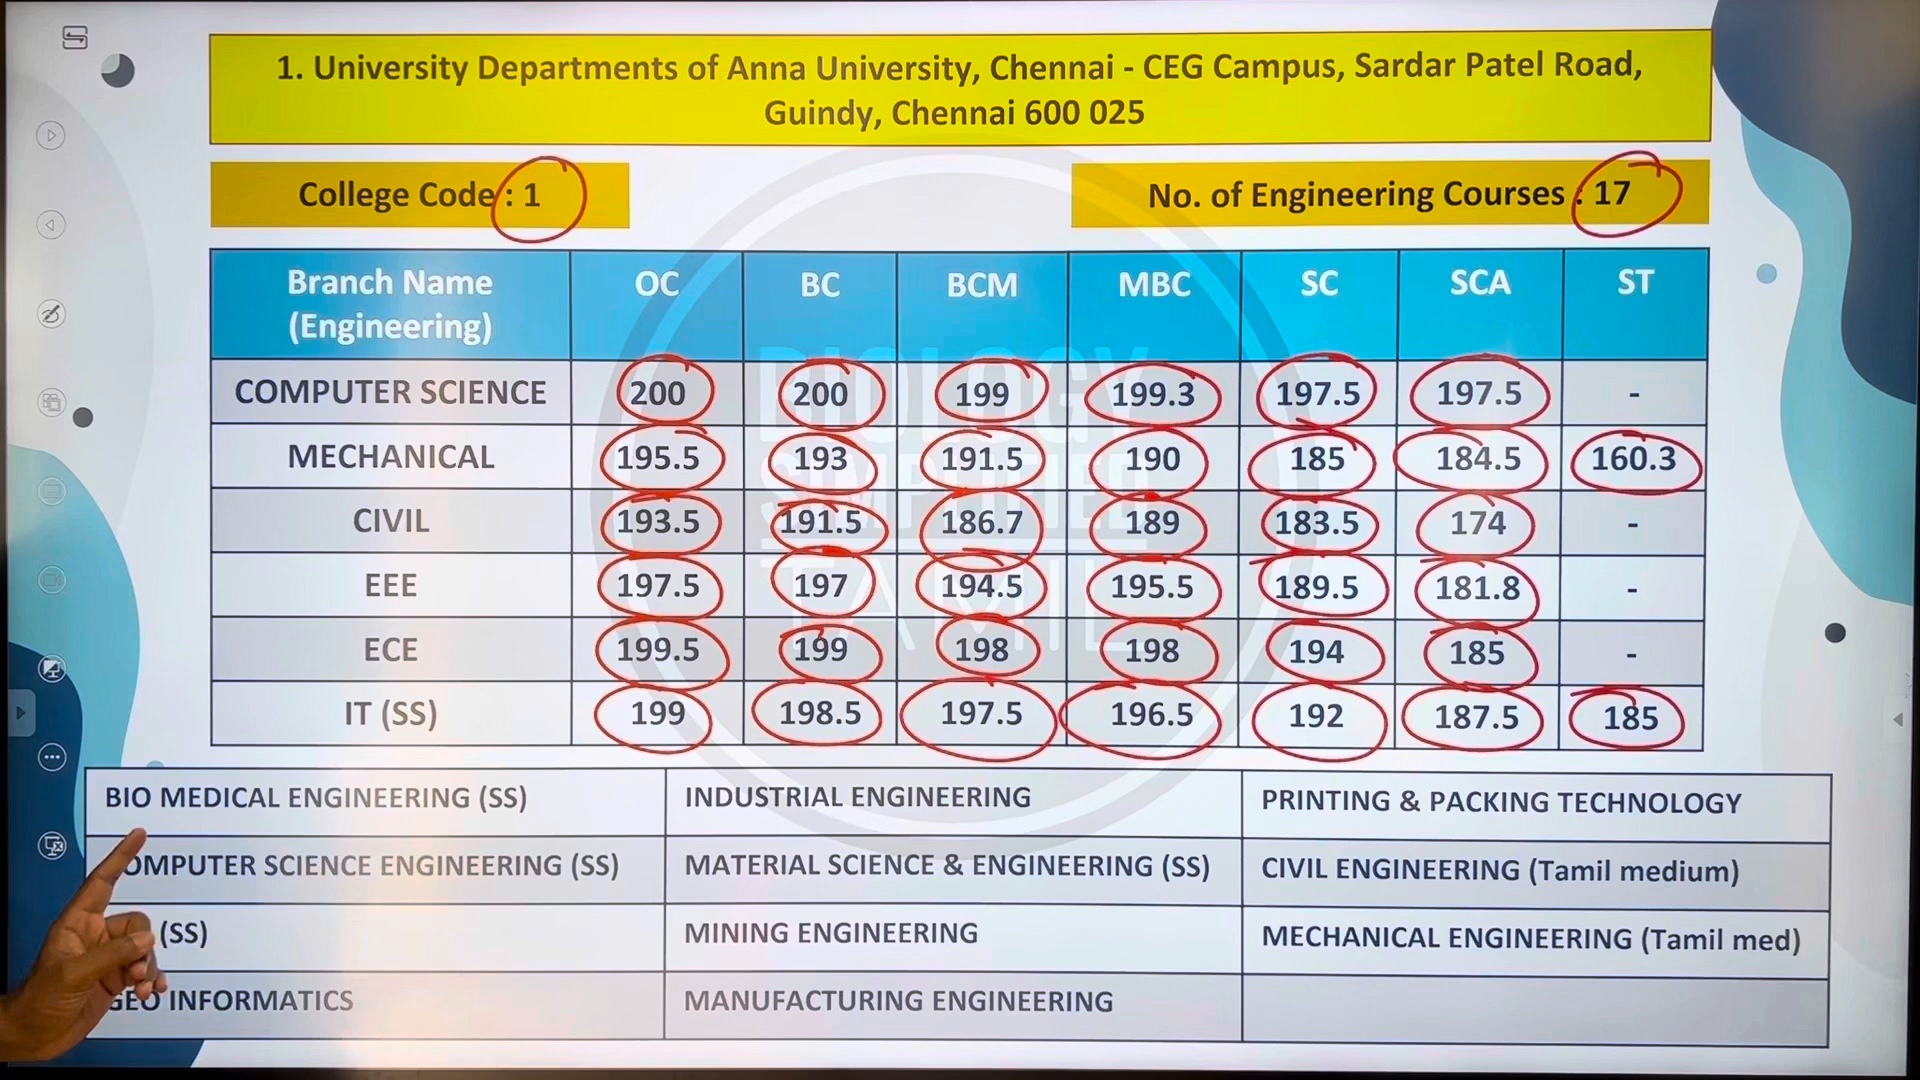 1. University Departments of Anna University, Chennai - CEG Campus, Sardar Patel Road,
Guindy, Chennai 600 025
College Code : 1
No. of Engineering Courses : 17
Branch Name (Engineering) OC BC BCM MBC SC SCA ST
COMPUTER SCIENCE 200 200 199 199.3 197.5 197.5 -
MECHANICAL 195.5 193 191.5 190 185 184.5 160.3
CIVIL 193.5 191.5 186.7 189 183.5 174 -
EEE 197.5 197 194.5 195.5 189.5 181.8 -
ECE 199.5 199 198 198 194 185 -
IT (SS) 199 198.5 197.5 196.5 192 187.5 185
BIO MEDICAL ENGINEERING (SS) INDUSTRIAL ENGINEERING PRINTING & PACKING TECHNOLOGY
OMPUTER SCIENCE ENGINEERING (SS) MATERIAL SCIENCE & ENGINEERING (SS) CIVIL ENGINEERING (Tamil medium)
(SS) MINING ENGINEERING MECHANICAL ENGINEERING (Tamil med)
GEO INFORMATICS MANUFACTURING ENGINEERING
BIOLOGY
SIMPLIFIED
TAMIL